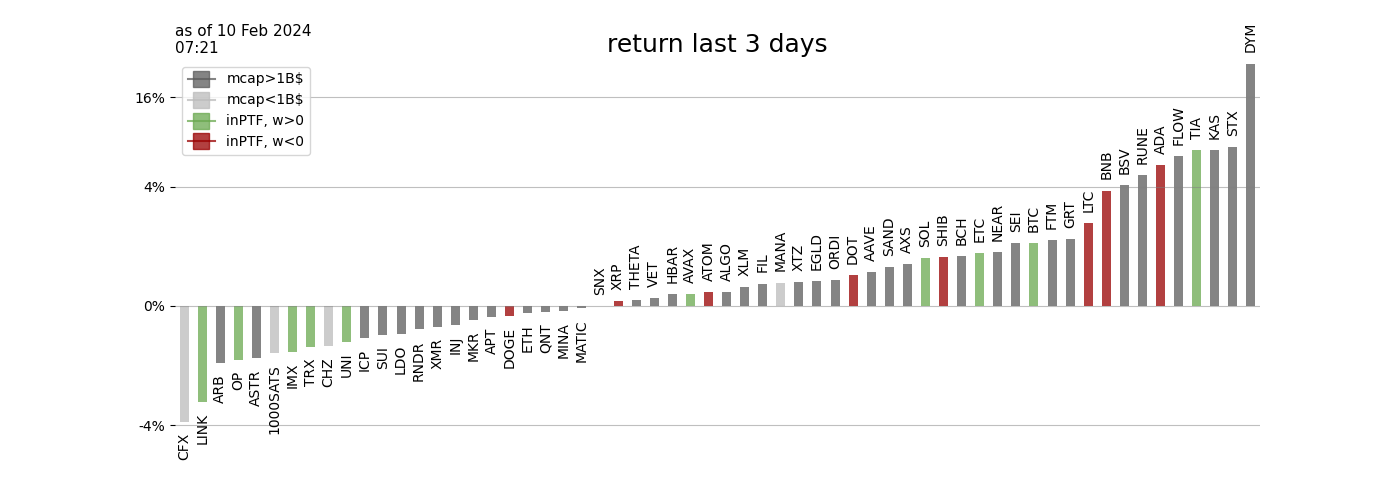 as of 10 Feb 2024
07:21
return last 3 days
mcap>1B$
mcap<1B$
inPTF, w>0
inPTF, w<0
16%
4%
0%
-4%
CFX
LINK
ARB
OP
ASTR
1000SATS
IMX
TRX
CHZ
UNI
ICP
SUI
LDO
RNDR
XMR
INJ
MKR
APT
DOGE
ETH
QNT
MINA
MATIC
SNX
XRP
THETA
VET
HBAR
AVAX
ATOM
ALGO
XLM
FIL
MANA
XTZ
EGLD
ORDI
DOT
AAVE
SAND
AXS
SOL
SHIB
BCH
ETC
NEAR
SEI
BTC
FTM
GRT
LTC
BNB
BSV
RUNE
ADA
FLOW
TIA
KAS
STX
DYM